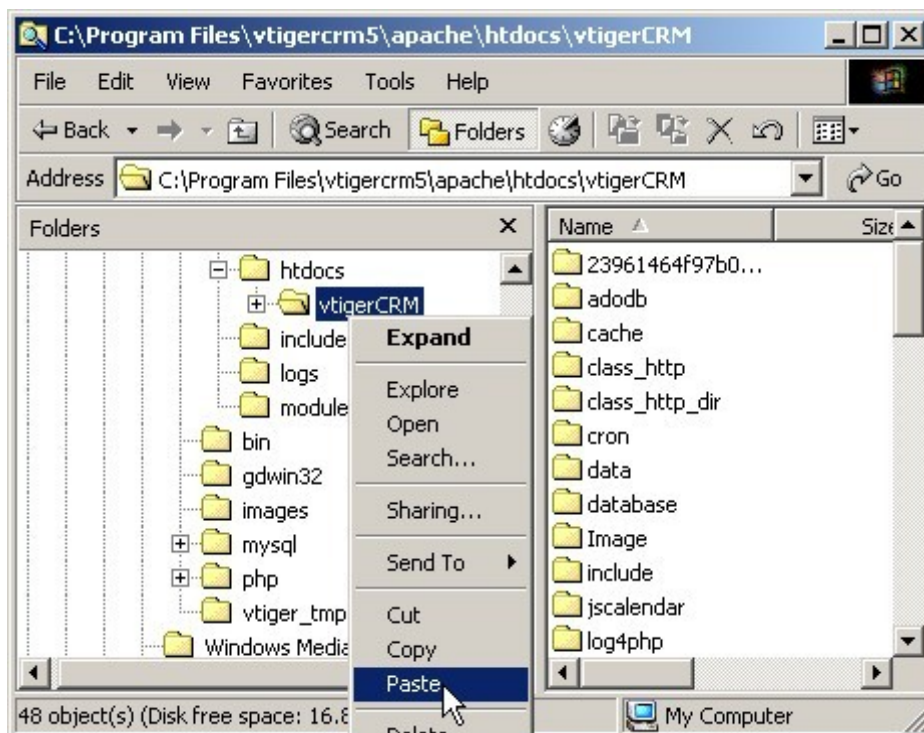 C:\Program Files\vtigercrm5\apache\htdocs\vtigerCRM
File Edit View Favorites Tools Help
Back Search Folders
Address C:\Program Files\vtigercrm5\apache\htdocs\vtigerCRM Go
Folders
htdocs
vtigerCRM
include
logs
module
bin
gdwin32
images
mysql
php
vtiger_tmp
Windows Media
Expand
Explore
Open
Search...
Sharing...
Send To
Cut
Copy
Paste
Delete
Name Size
23961464f97b0...
adodb
cache
class_http
class_http_dir
cron
data
database
Image
include
jscalendar
log4php
48 object(s) (Disk free space: 16.8 My Computer